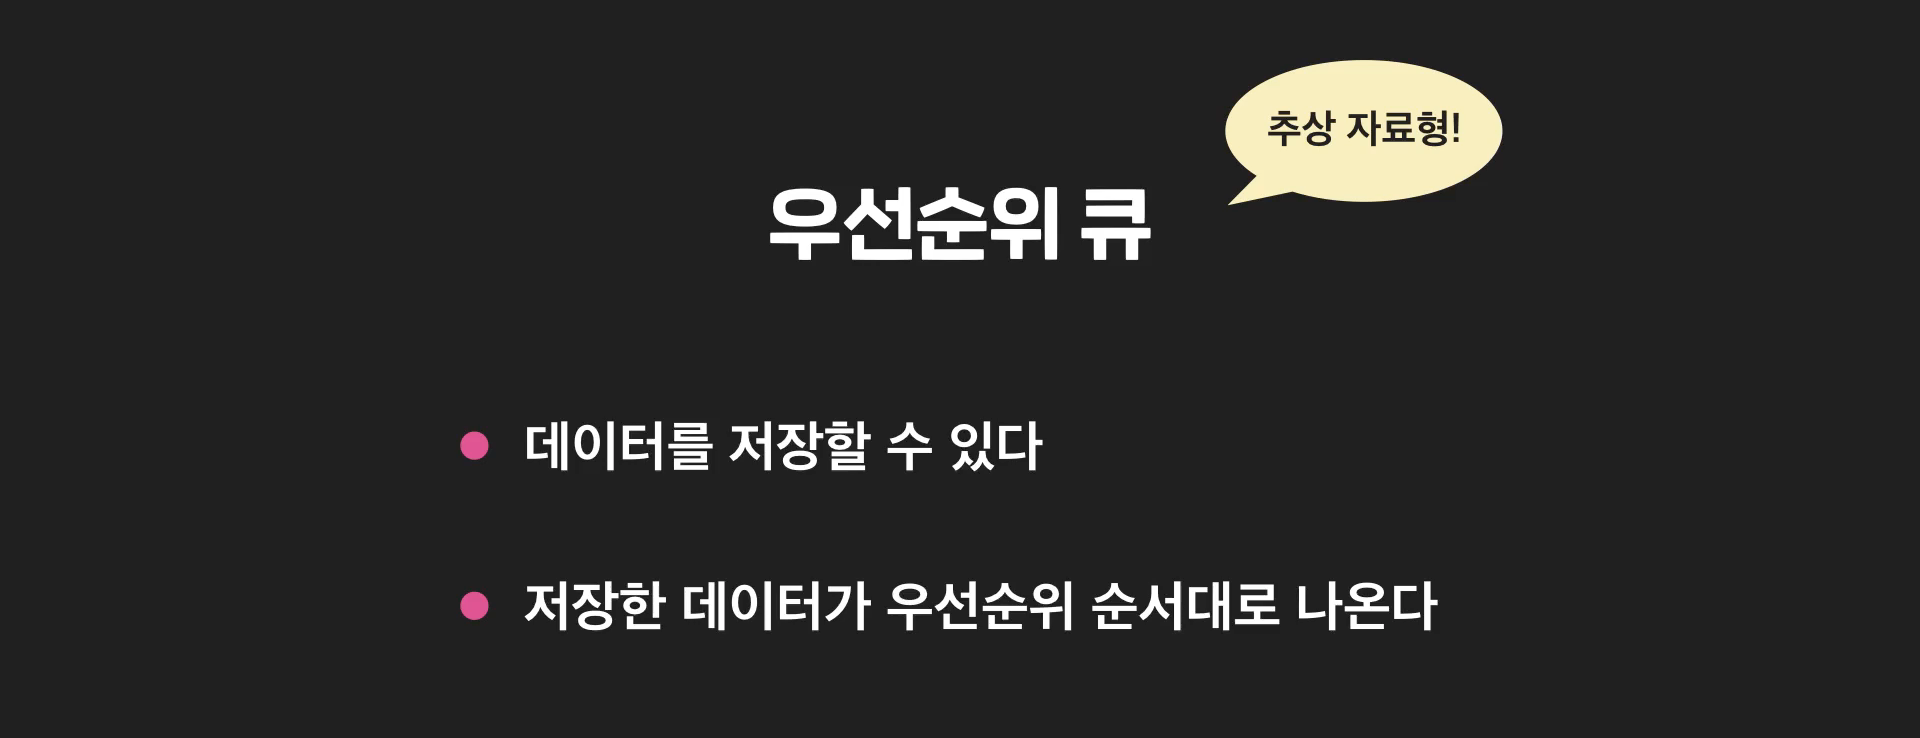 추상 자료형!
우선순위 큐
데이터를 저장할 수 있다
저장한 데이터가 우선순위 순서대로 나온다